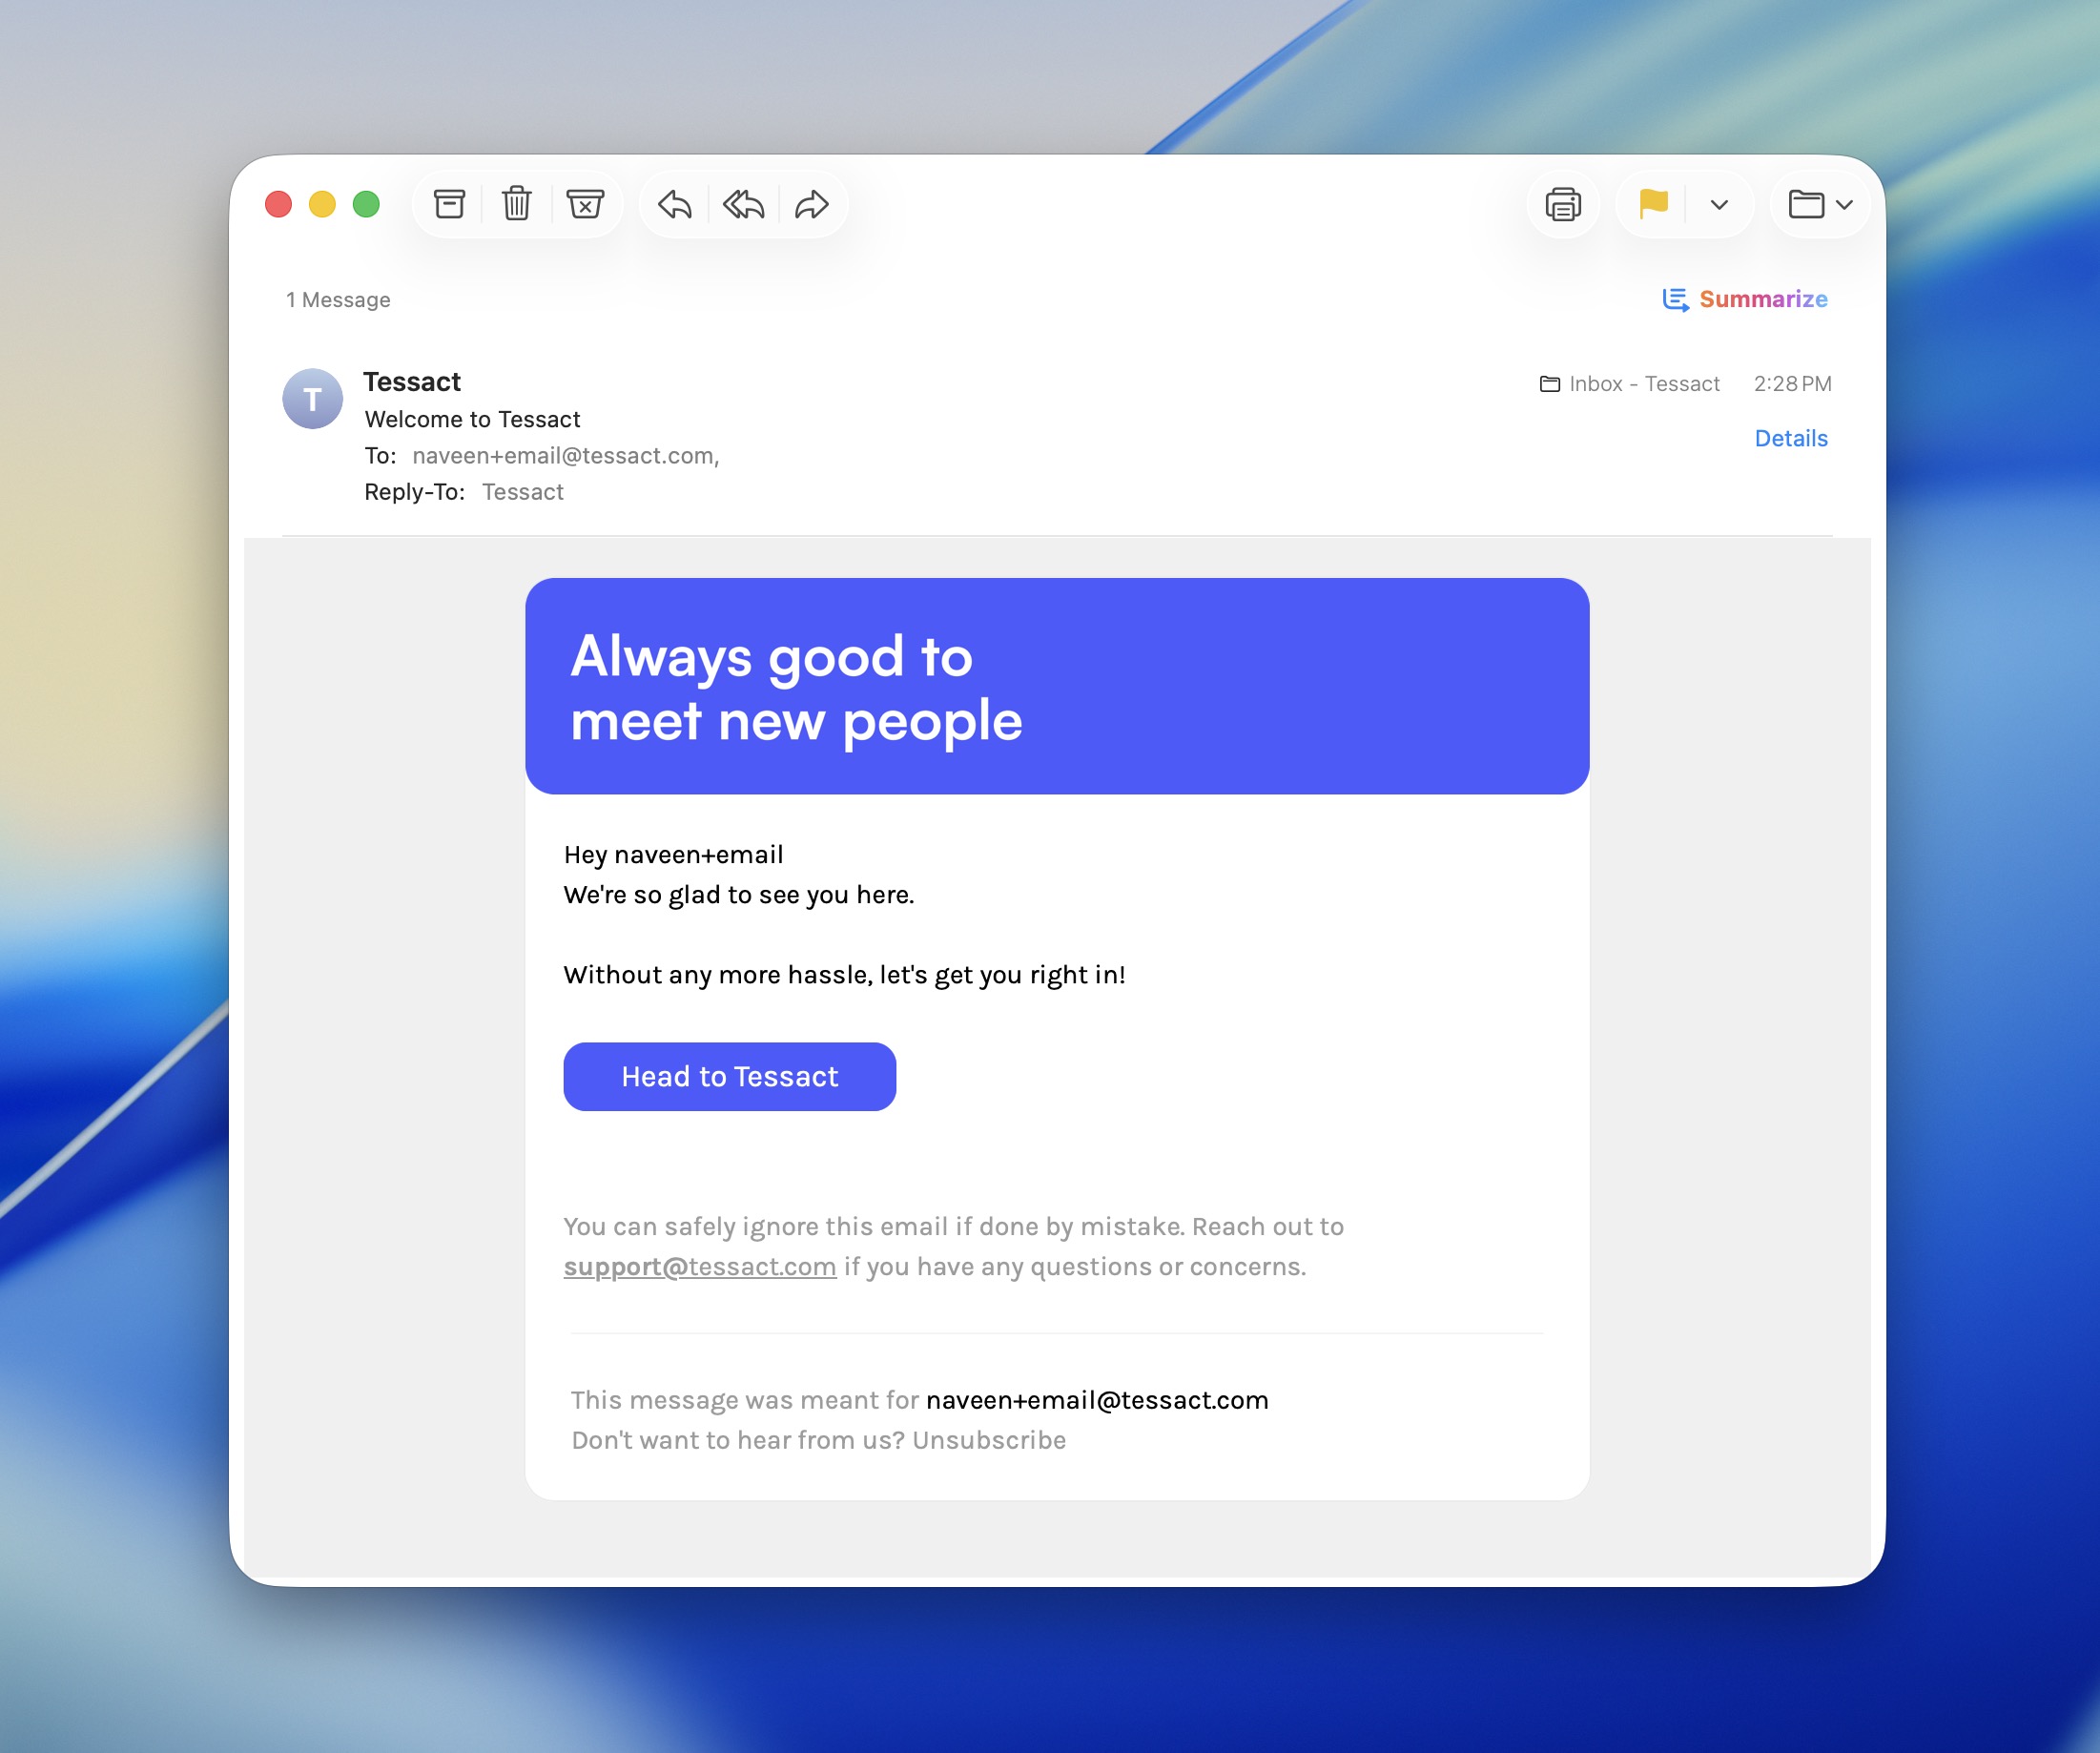 1 Message
Summarize
T
Tessact
Inbox - Tessact 2:28 PM
Welcome to Tessact
Details
To: naveen+email@tessact.com,
Reply-To: Tessact
Always good to
meet new people
Hey naveen+email
We're so glad to see you here.
Without any more hassle, let's get you right in!
Head to Tessact
You can safely ignore this email if done by mistake. Reach out to
support@tessact.com if you have any questions or concerns.
This message was meant for naveen+email@tessact.com
Don't want to hear from us? Unsubscribe